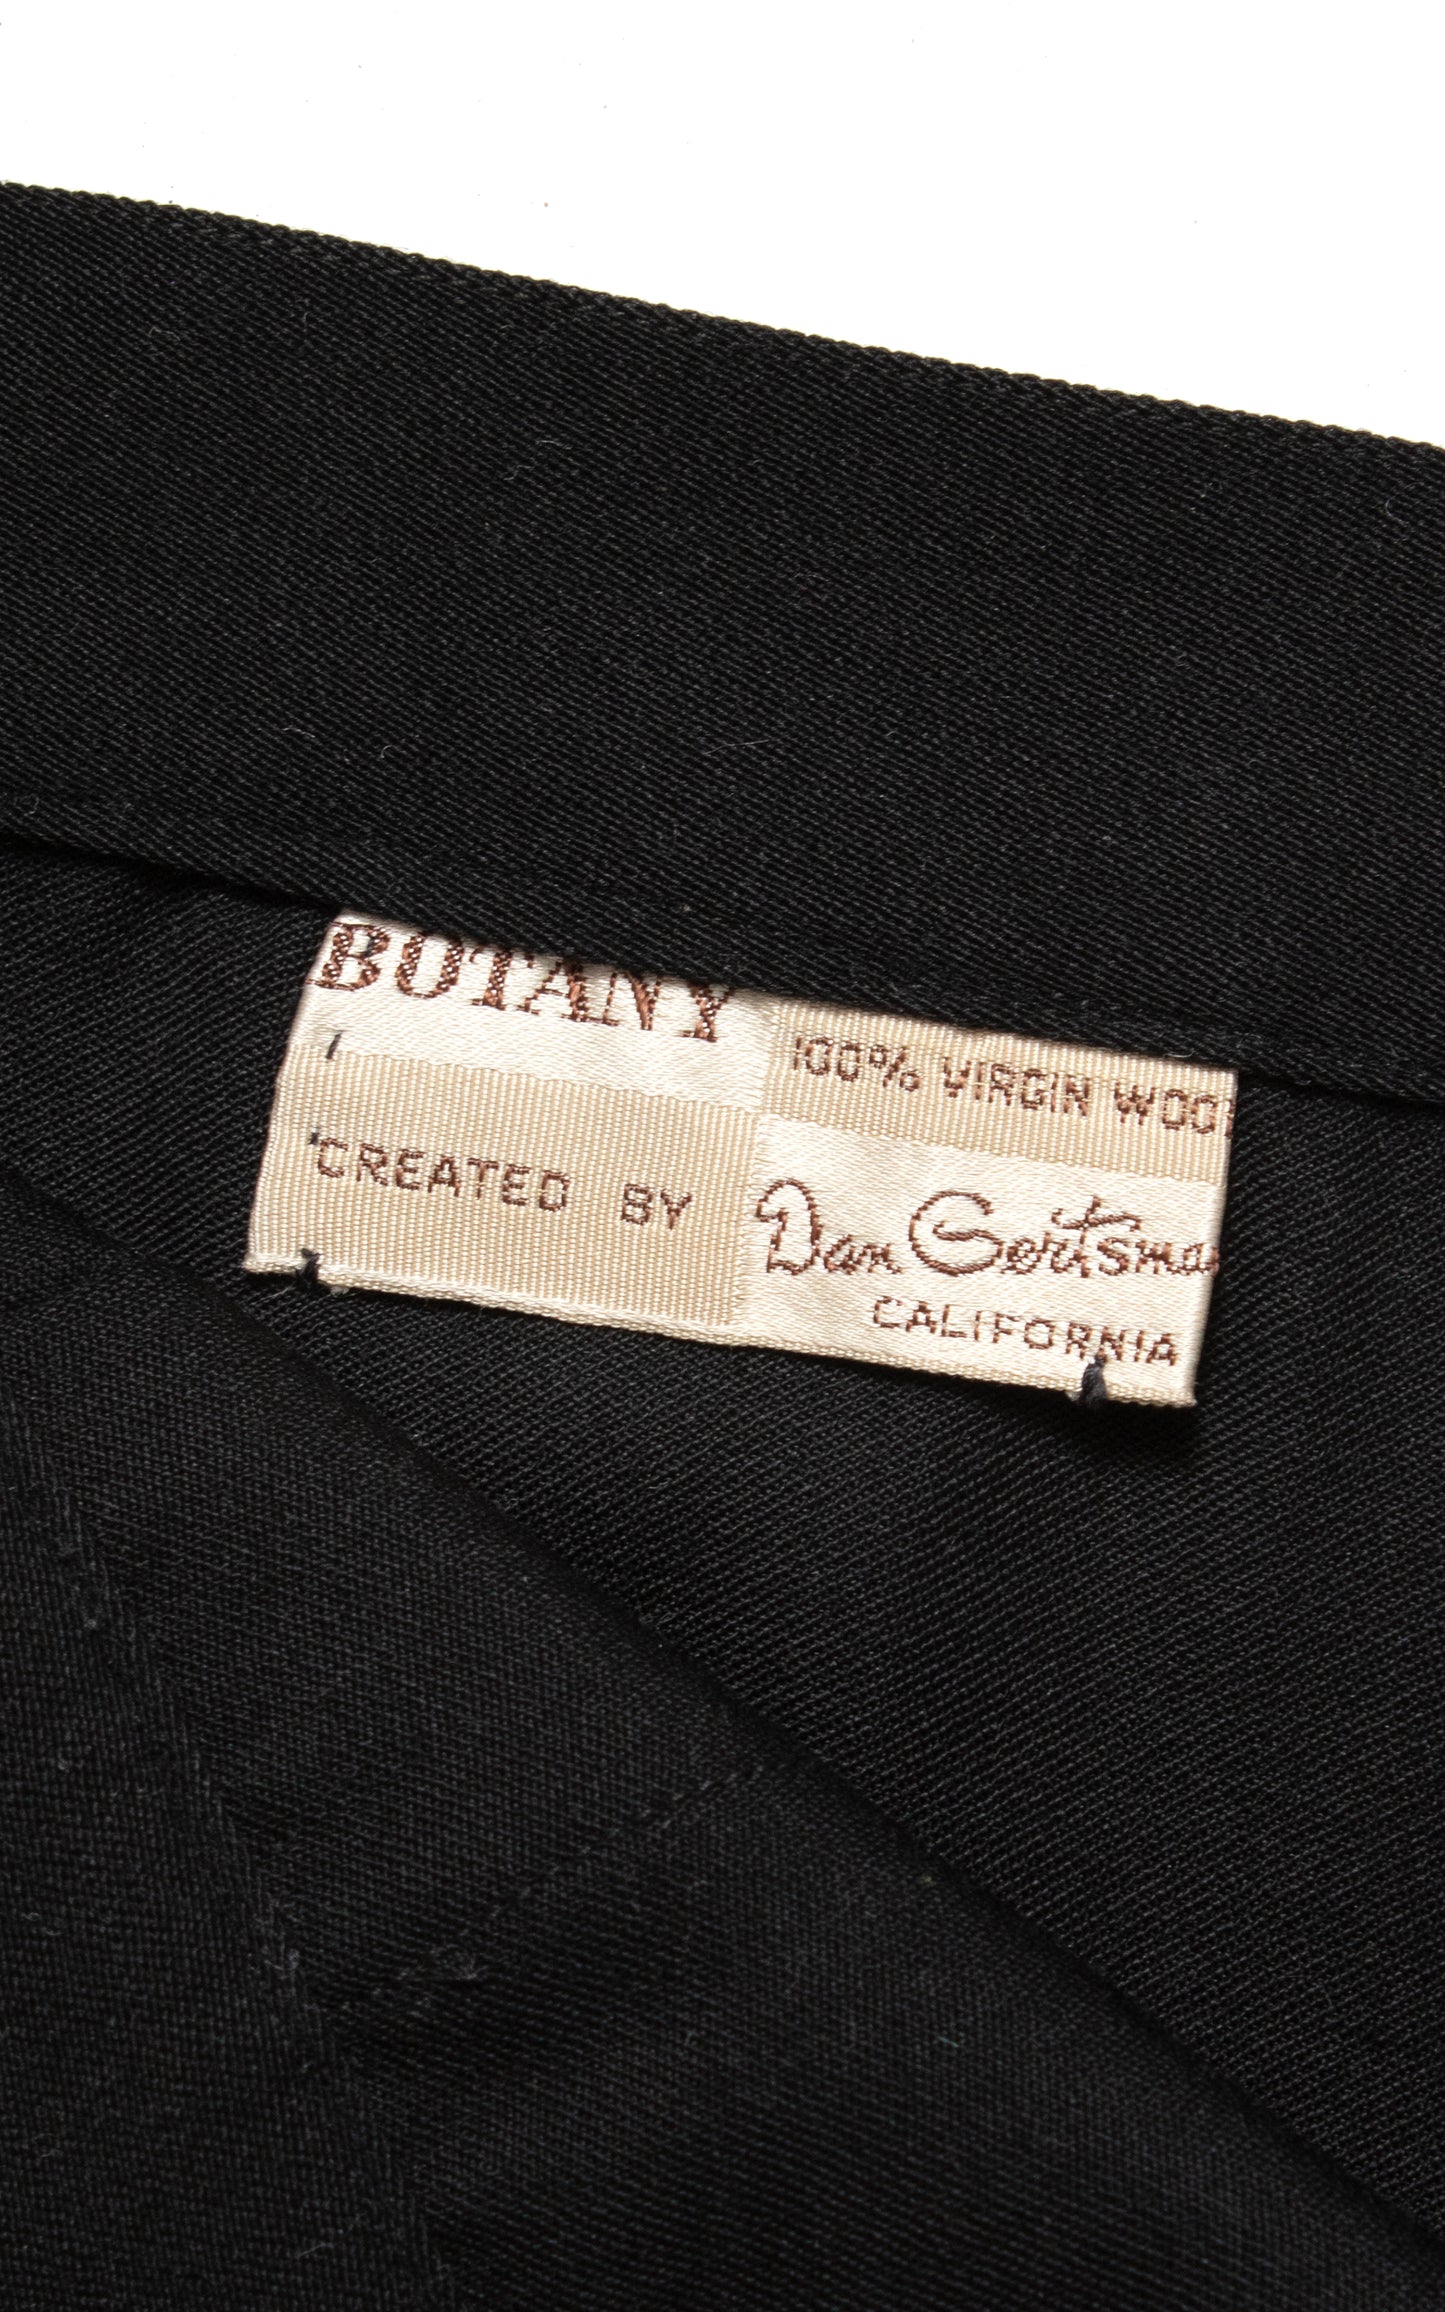 BOTANY
100% VIRGIN WOO
CREATED BY
Dan Gertsma
CALIFORNIA